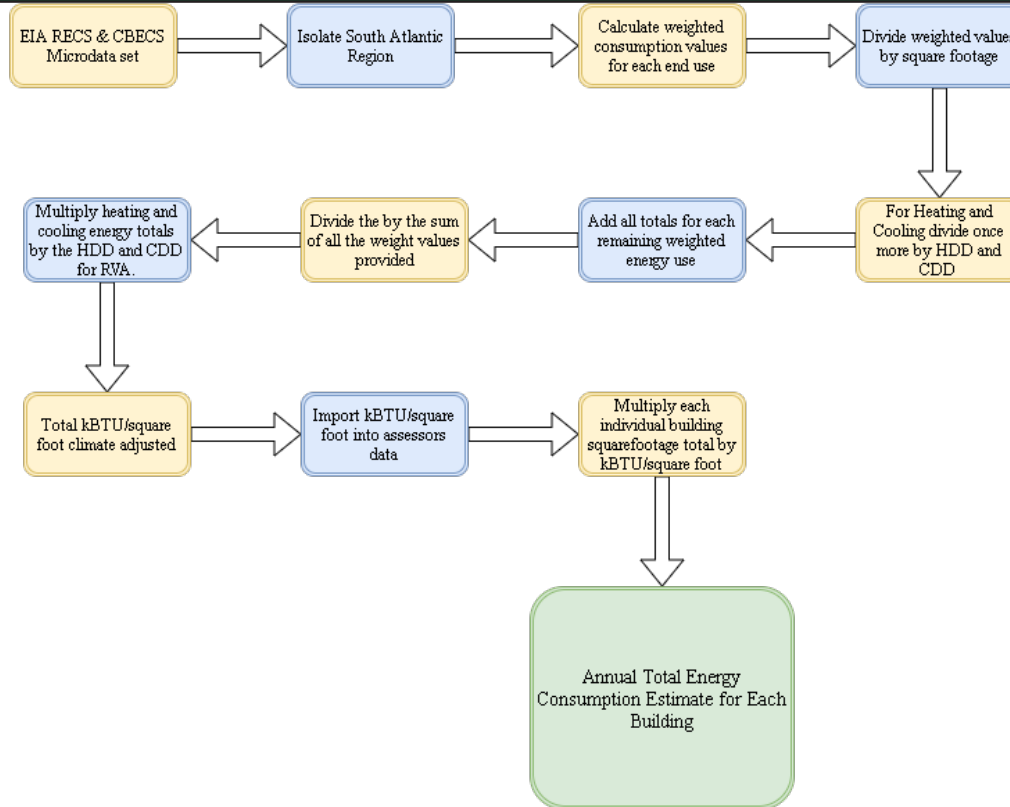 EIA RECS & CBECS
Microdata set
Isolate South Atlantic
Region
Calculate weighted
consumption values
for each end use
Divide weighted values
by square footage
For Heating and
Cooling divide once
more by HDD and
CDD
Add all totals for each
remaining weighted
energy use
Divide the by the sum
of all the weight values
provided
Multiply heating and
cooling energy totals
by the HDD and CDD
for RVA.
Total kBTU/square
foot climate adjusted
Import kBTU/square
foot into assessors
data
Multiply each
individual building
squarefootage total by
kBTU/square foot
Annual Total Energy
Consumption Estimate for Each
Building